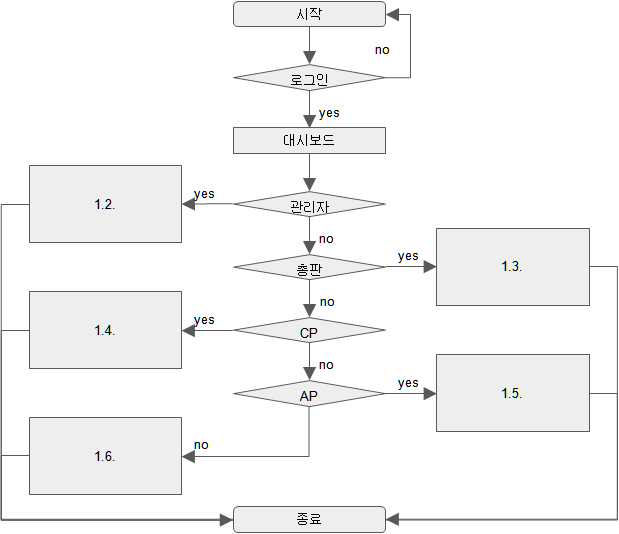 시작
no
로그인
yes
대시보드
1.2.
yes
관리자
no
yes
1.3.
총판
no
1.4.
yes
CP
no
yes
1.5.
AP
no
1.6.
종료